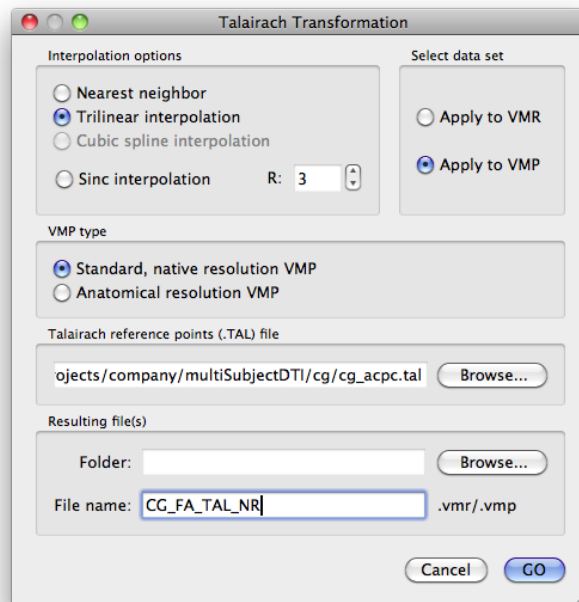 Talairach Transformation
Interpolation options
Nearest neighbor
Trilinear interpolation
Cubic spline interpolation
Sinc interpolation R: 3
Select data set
Apply to VMR
Apply to VMP
VMP type
Standard, native resolution VMP
Anatomical resolution VMP
Talairach reference points (.TAL) file
ojects/company/multiSubjectDTI/cg/cg_acpc.tal Browse...
Resulting file(s)
Folder: Browse...
File name: CG_FA_TAL_NR .vmr/.vmp
Cancel GO